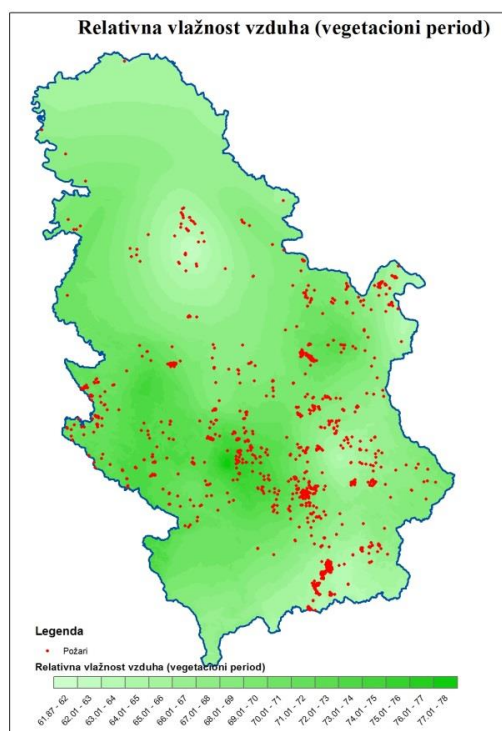 Relativna vlažnost vzduha (vegetacioni period)
Legenda
Požari
Relativna vlažnost vzduha (vegetacioni period)
61.87 - 62
62.01 - 63
63.01 - 64
64.01 - 65
65.01 - 66
66.01 - 67
67.01 - 68
68.01 - 69
69.01 - 70
70.01 - 71
71.01 - 72
72.01 - 73
73.01 - 74
74.01 - 75
75.01 - 76
76.01 - 77
77.01 - 78